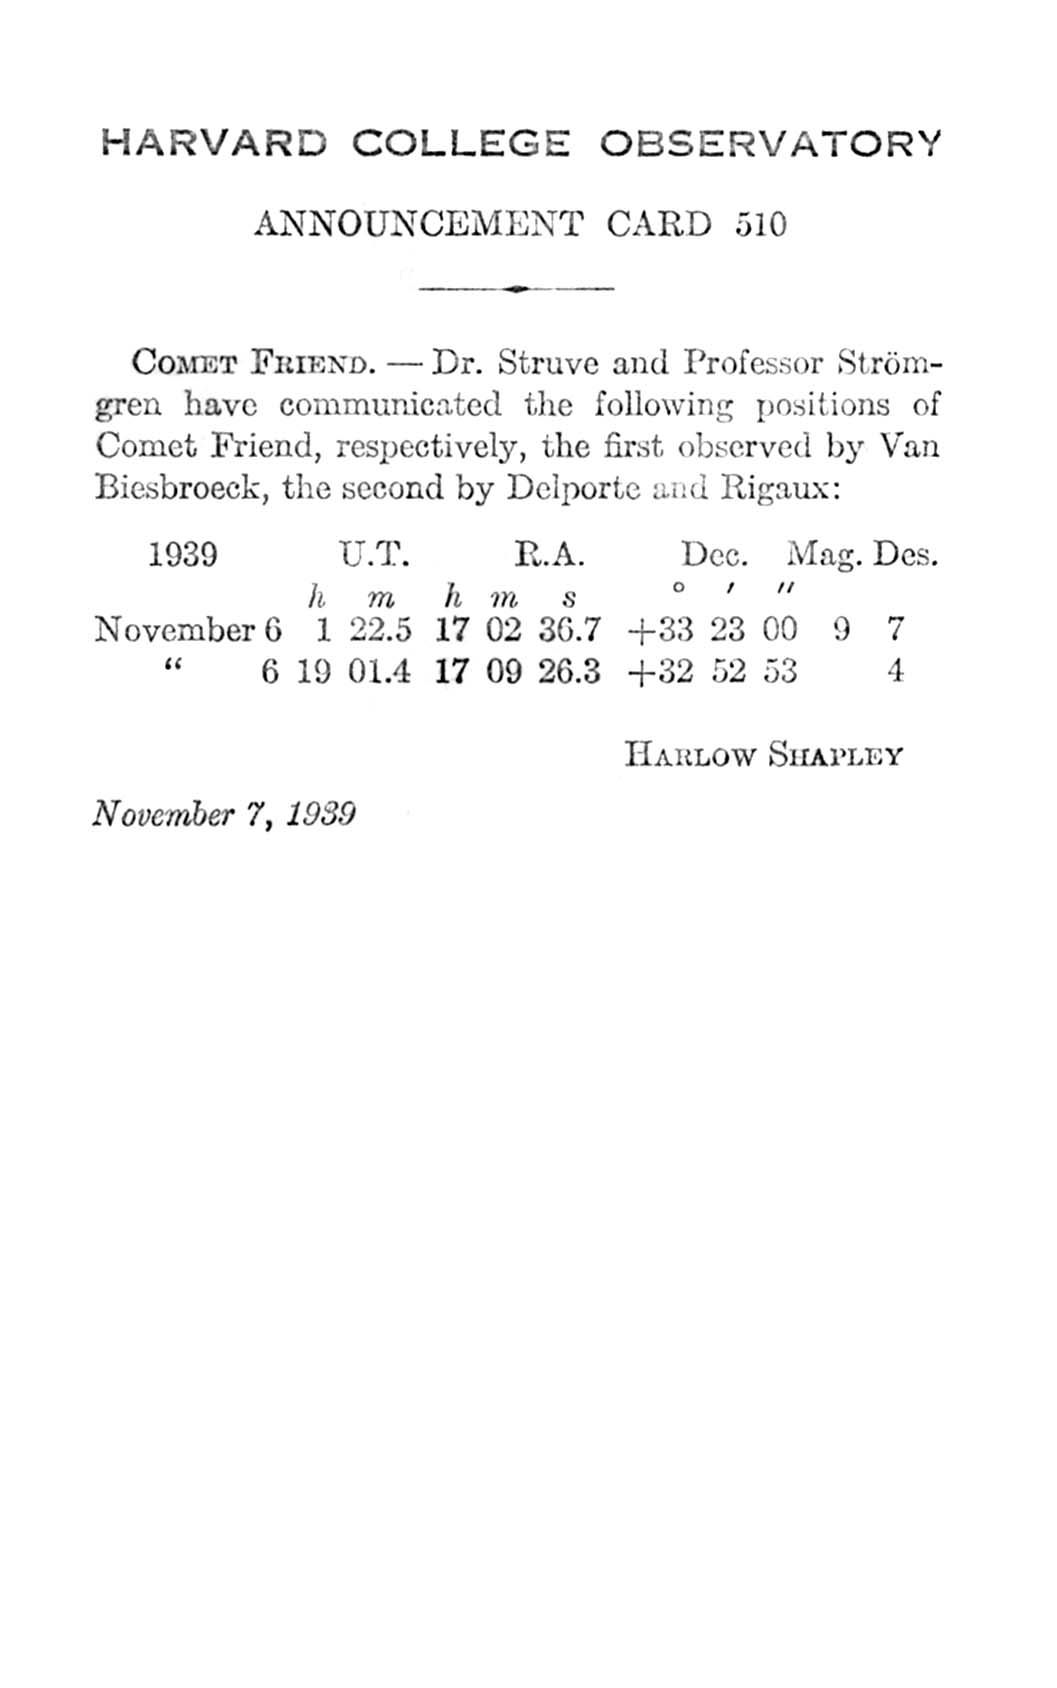 HARVARD COLLEGE OBSERVATORY
ANNOUNCEMENT CARD 510
COMET FRIEND. — Dr. Struve and Professor Ström-
gren have communicated the following positions of
Comet Friend, respectively, the first observed by Van
Biesbroeck, the second by Delporte and Rigaux:
1939 U.T. R.A. Dec. Mag. Des.
h m h m s ° ′ ″
November 6 1 22.5 17 02 36.7 +33 23 00 9 7
“ 6 19 01.4 17 09 26.3 +32 52 53 4
HARLOW SHAPLEY
November 7, 1939